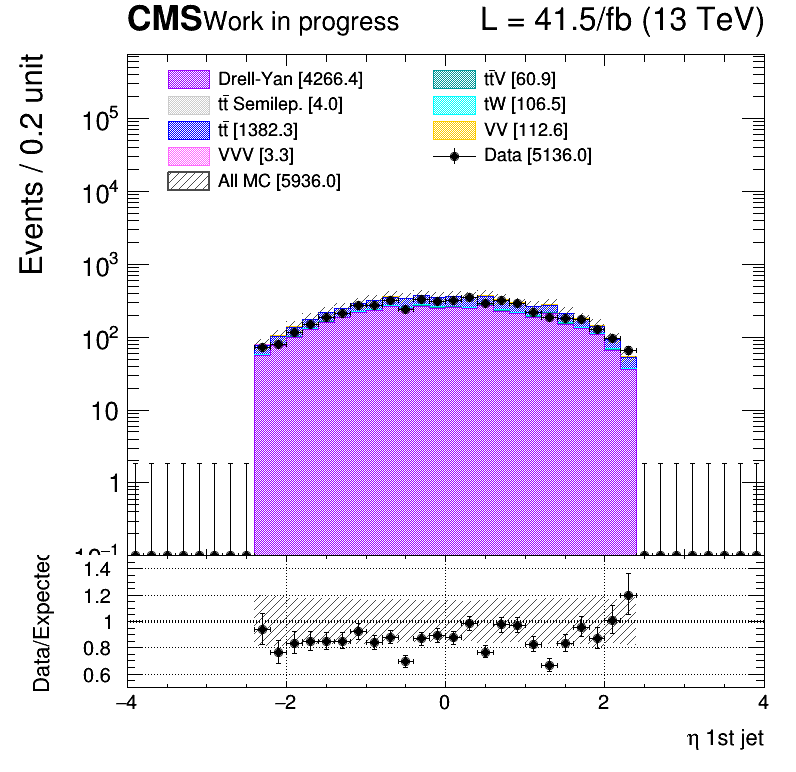 CMS Work in progress L = 41.5/fb (13 TeV)
Events / 0.2 unit
Drell-Yan [4266.4] tt̄V [60.9]
tt̄ Semilep. [4.0] tW [106.5]
tt̄ [1382.3] VV [112.6]
VVV [3.3] Data [5136.0]
All MC [5936.0]
10⁵
10⁴
10³
10²
10
1
10⁻¹
Data/Expected
1.4
1.2
1
0.8
0.6
−4 −2 0 2 4
η 1st jet